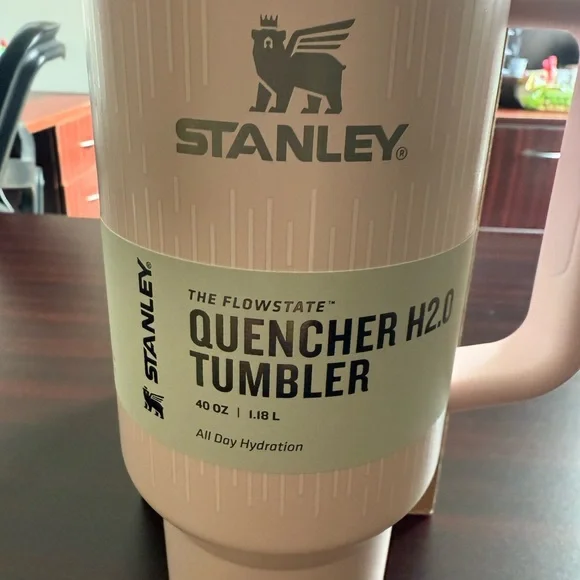 STANLEY®
STANLEY®
THE FLOWSTATE™
QUENCHER H2.0
TUMBLER
40 OZ | 1.18 L
All Day Hydration